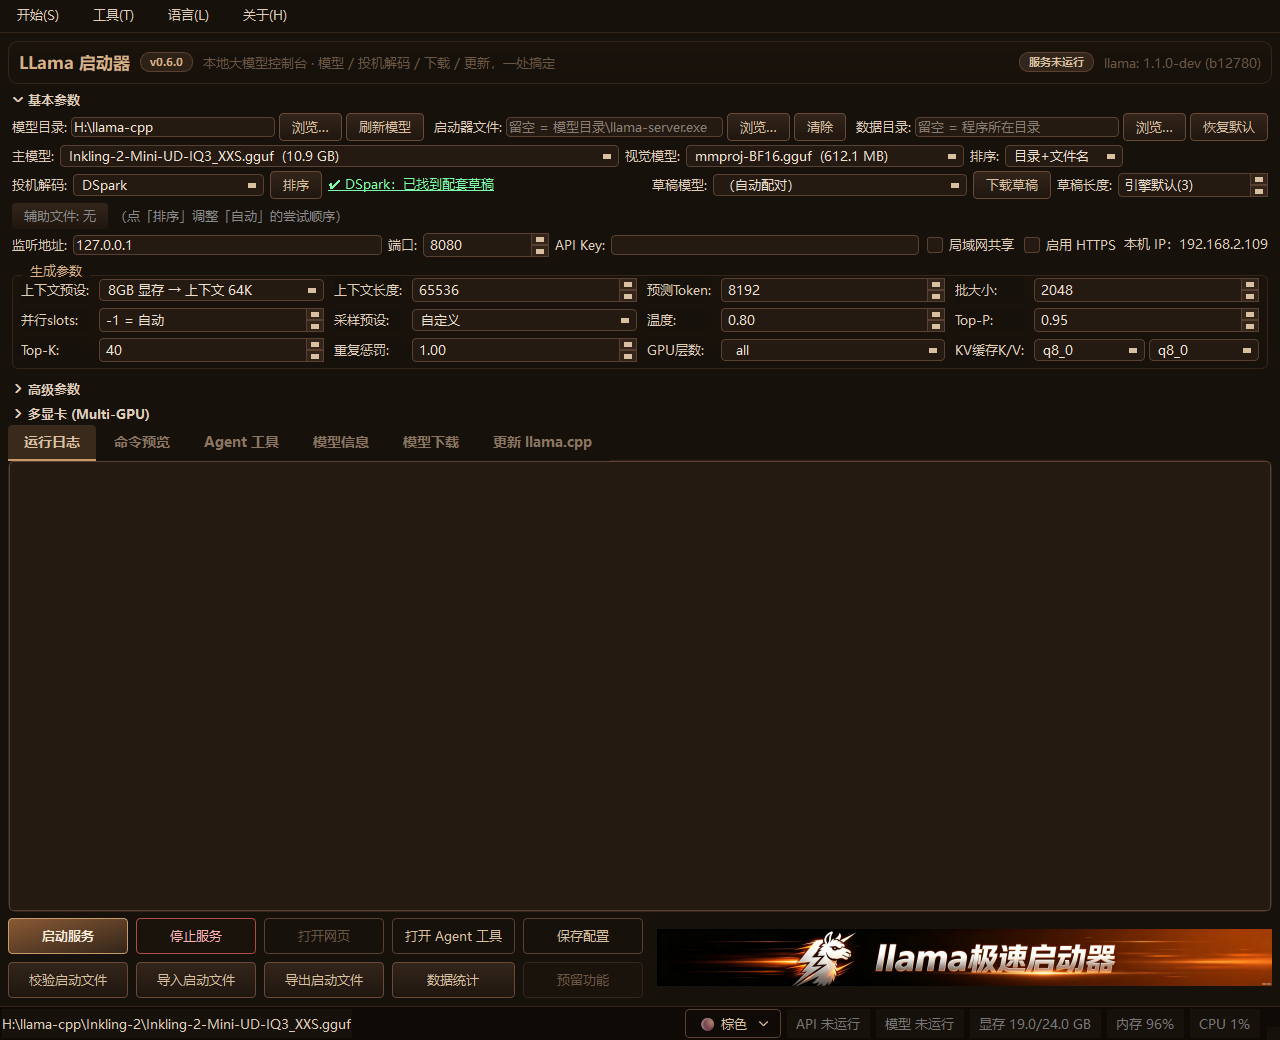 开始(S) 工具(T) 语言(L) 关于(H)
LLama 启动器 v0.6.0 本地大模型控制台 · 模型 / 投机解码 / 下载 / 更新，一处搞定 服务未运行 llama: 1.1.0-dev (b12780)
基本参数
模型目录: H:\llama-cpp 浏览... 刷新模型 启动器文件: 留空 = 模型目录\llama-server.exe 浏览... 清除 数据目录: 留空 = 程序所在目录 浏览... 恢复默认
主模型: Inkling-2-Mini-UD-IQ3_XXS.gguf (10.9 GB) 视觉模型: mmproj-BF16.gguf (612.1 MB) 排序: 目录+文件名
投机解码: DSpark 排序 ✔ DSpark：已找到配套草稿 草稿模型: （自动配对） 下载草稿 草稿长度: 引擎默认(3)
辅助文件: 无 （点「排序」调整「自动」的尝试顺序）
监听地址: 127.0.0.1 端口: 8080 API Key: 局域网共享 启用 HTTPS 本机 IP：192.168.2.109
生成参数
上下文预设: 8GB 显存 → 上下文 64K 上下文长度: 65536 预测Token: 8192 批大小: 2048
并行slots: -1 = 自动 采样预设: 自定义 温度: 0.80 Top-P: 0.95
Top-K: 40 重复惩罚: 1.00 GPU层数: all KV缓存K/V: q8_0 q8_0
高级参数
多显卡 (Multi-GPU)
运行日志 命令预览 Agent 工具 模型信息 模型下载 更新 llama.cpp
启动服务 停止服务 打开网页 打开 Agent 工具 保存配置
llama极速启动器
校验启动文件 导入启动文件 导出启动文件 数据统计 预留功能
H:\llama-cpp\Inkling-2\Inkling-2-Mini-UD-IQ3_XXS.gguf 棕色 API 未运行 模型 未运行 显存 19.0/24.0 GB 内存 96% CPU 1%